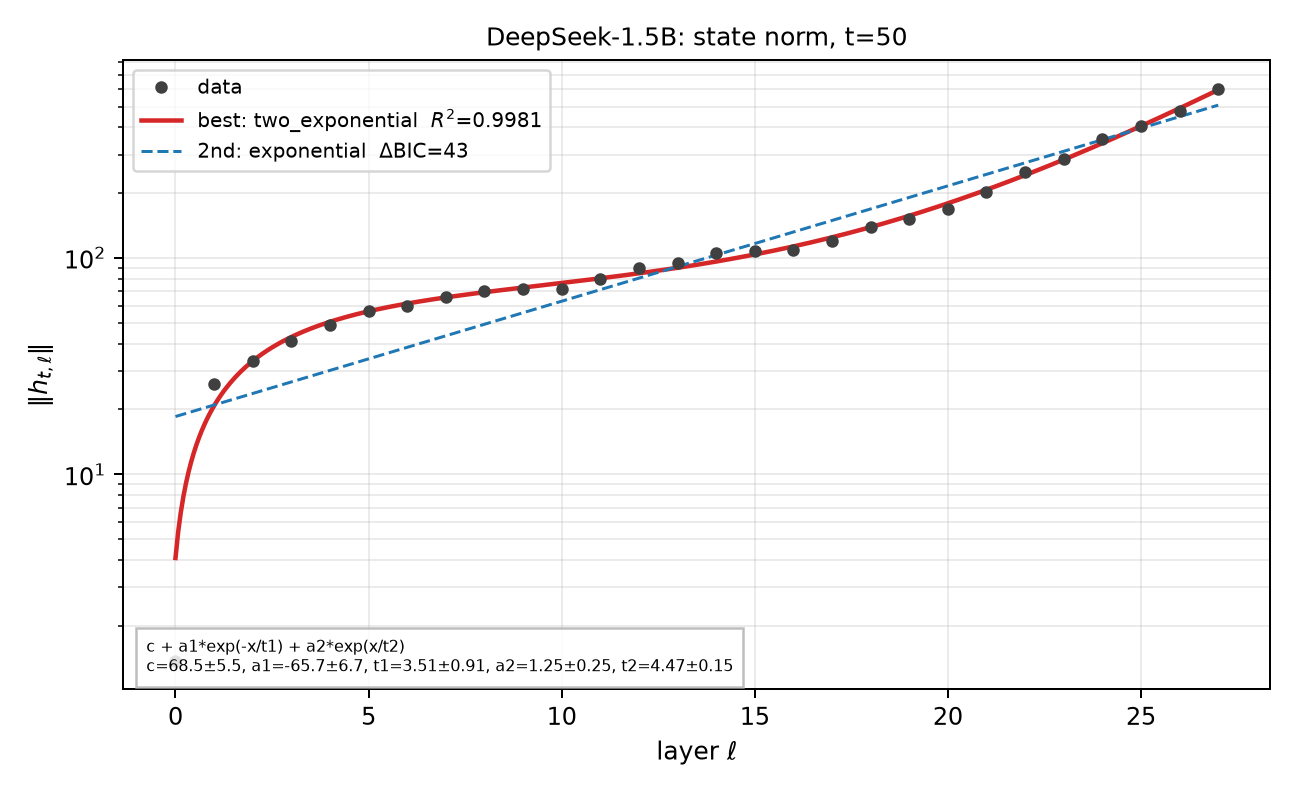 DeepSeek-1.5B: state norm, t=50
data
best: two_exponential R²=0.9981
2nd: exponential ΔBIC=43
‖h_{t,ℓ}‖
10²
10¹
c + a1*exp(-x/t1) + a2*exp(x/t2)
c=68.5±5.5, a1=-65.7±6.7, t1=3.51±0.91, a2=1.25±0.25, t2=4.47±0.15
0 5 10 15 20 25
layer ℓ